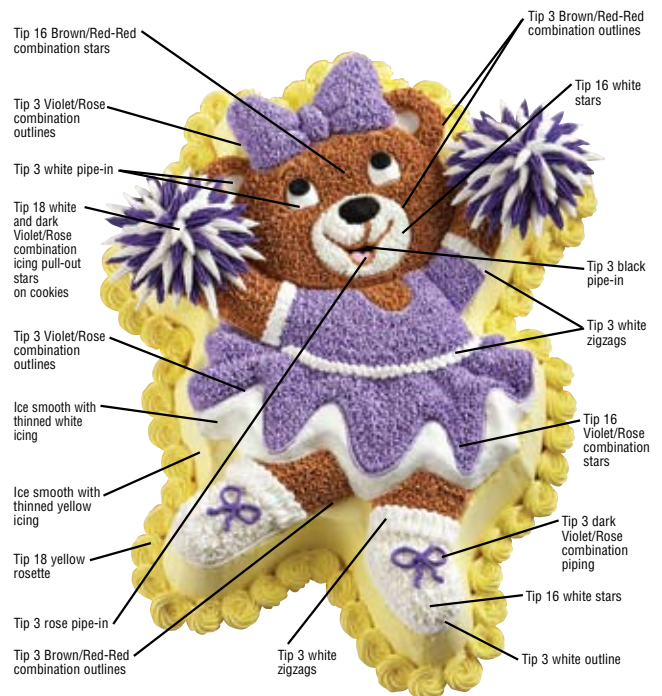 Tip 16 Brown/Red-Red
combination stars
Tip 3 Violet/Rose
combination
outlines
Tip 3 white pipe-in
Tip 18 white
and dark
Violet/Rose
combination
icing pull-out
stars
on cookies
Tip 3 Violet/Rose
combination
outlines
Ice smooth with
thinned white
icing
Ice smooth with
thinned yellow
icing
Tip 18 yellow
rosette
Tip 3 rose pipe-in
Tip 3 Brown/Red-Red
combination outlines
Tip 3 white
zigzags
Tip 3 Brown/Red-Red
combination outlines
Tip 16 white
stars
Tip 3 black
pipe-in
Tip 3 white
zigzags
Tip 16
Violet/Rose
combination
stars
Tip 3 dark
Violet/Rose
combination
piping
Tip 16 white stars
Tip 3 white outline